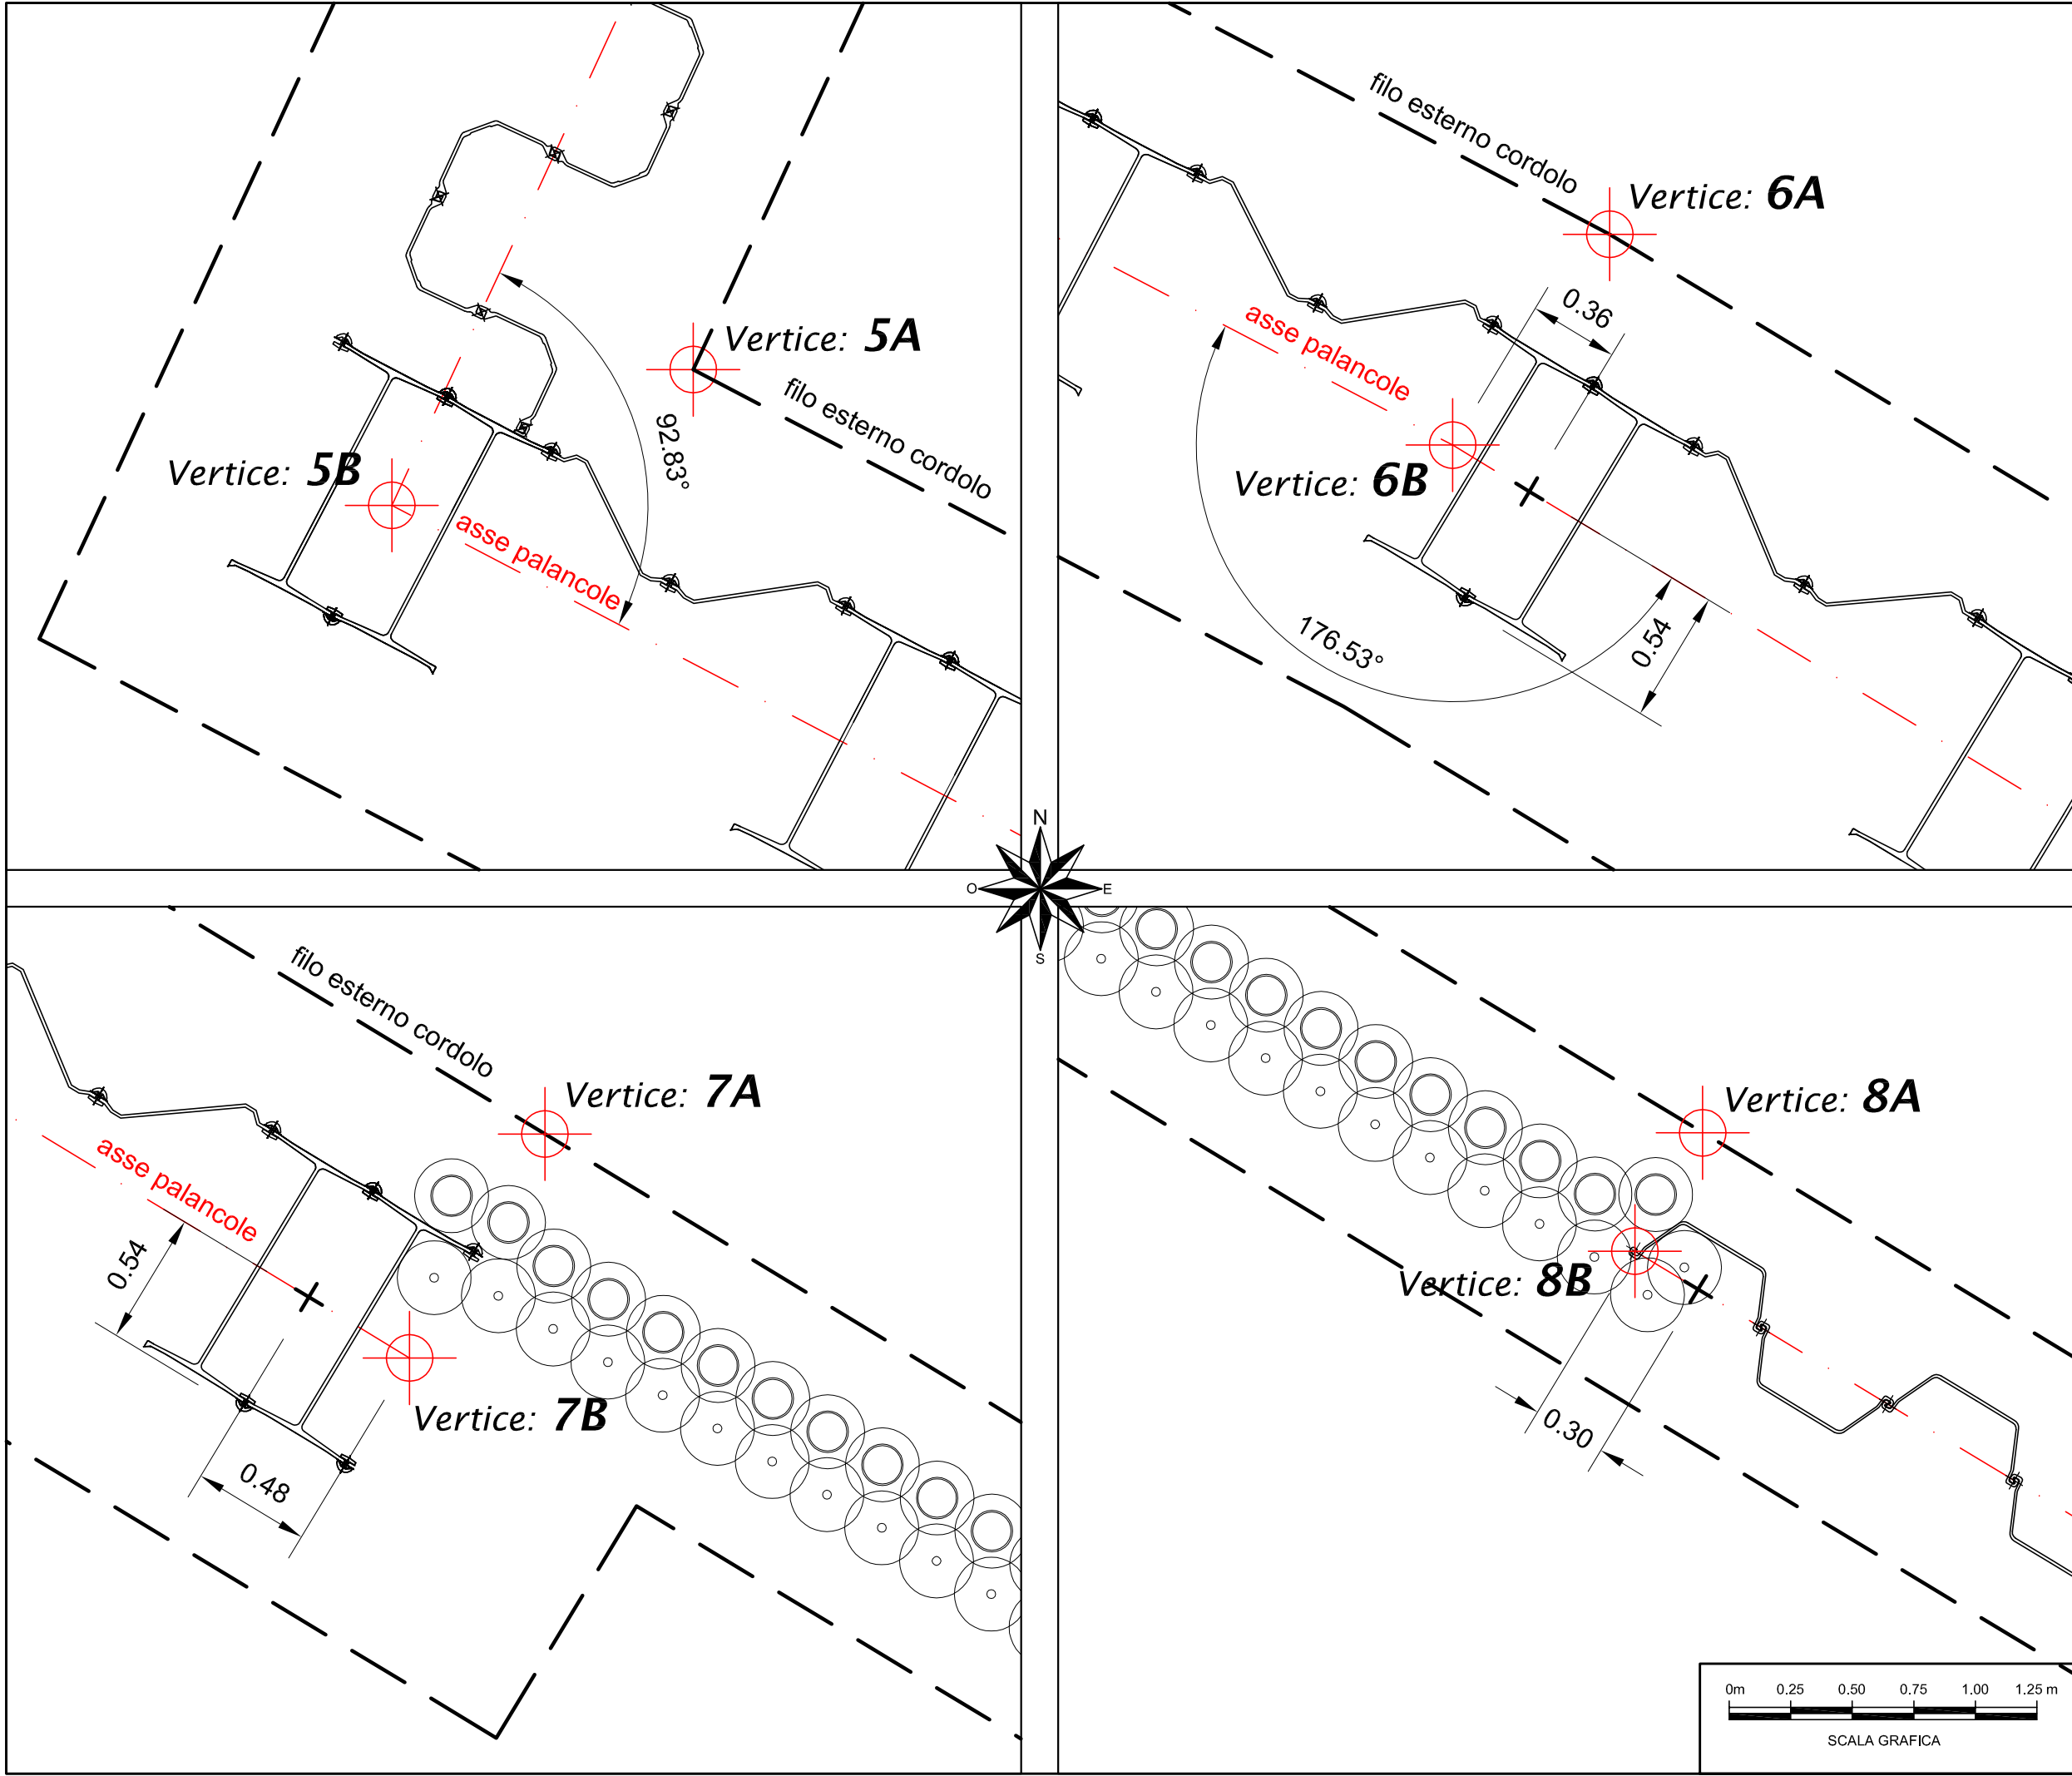 Vertice: 5A
filo esterno cordolo
92.83°
Vertice: 5B
asse palancole
filo esterno cordolo
Vertice: 6A
0.36
asse palancole
Vertice: 6B
176.53°
0.54
N
O
E
S
filo esterno cordolo
Vertice: 7A
asse palancole
0.54
Vertice: 7B
0.48
Vertice: 8A
Vertice: 8B
0.30
0m 0.25 0.50 0.75 1.00 1.25 m
SCALA GRAFICA